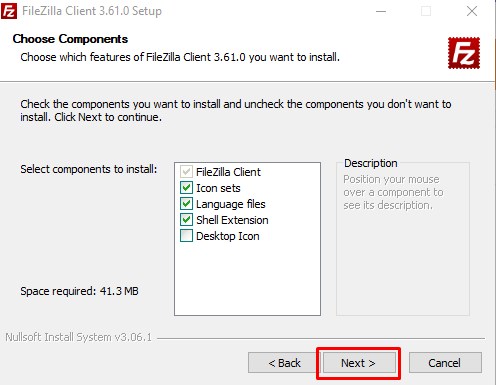 FileZilla Client 3.61.0 Setup
Choose Components
Choose which features of FileZilla Client 3.61.0 you want to install.
Fz
Check the components you want to install and uncheck the components you don't want to
install. Click Next to continue.
Select components to install:
FileZilla Client
Icon sets
Language files
Shell Extension
Desktop Icon
Description
Position your mouse
over a component to
see its description.
Space required: 41.3 MB
Nullsoft Install System v3.06.1
< Back
Next >
Cancel